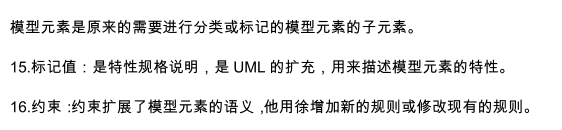 模型元素是原来的需要进行分类或标记的模型元素的子元素。
15.标记值：是特性规格说明，是 UML 的扩充，用来描述模型元素的特性。
16.约束 :约束扩展了模型元素的语义 ,他用徐增加新的规则或修改现有的规则。